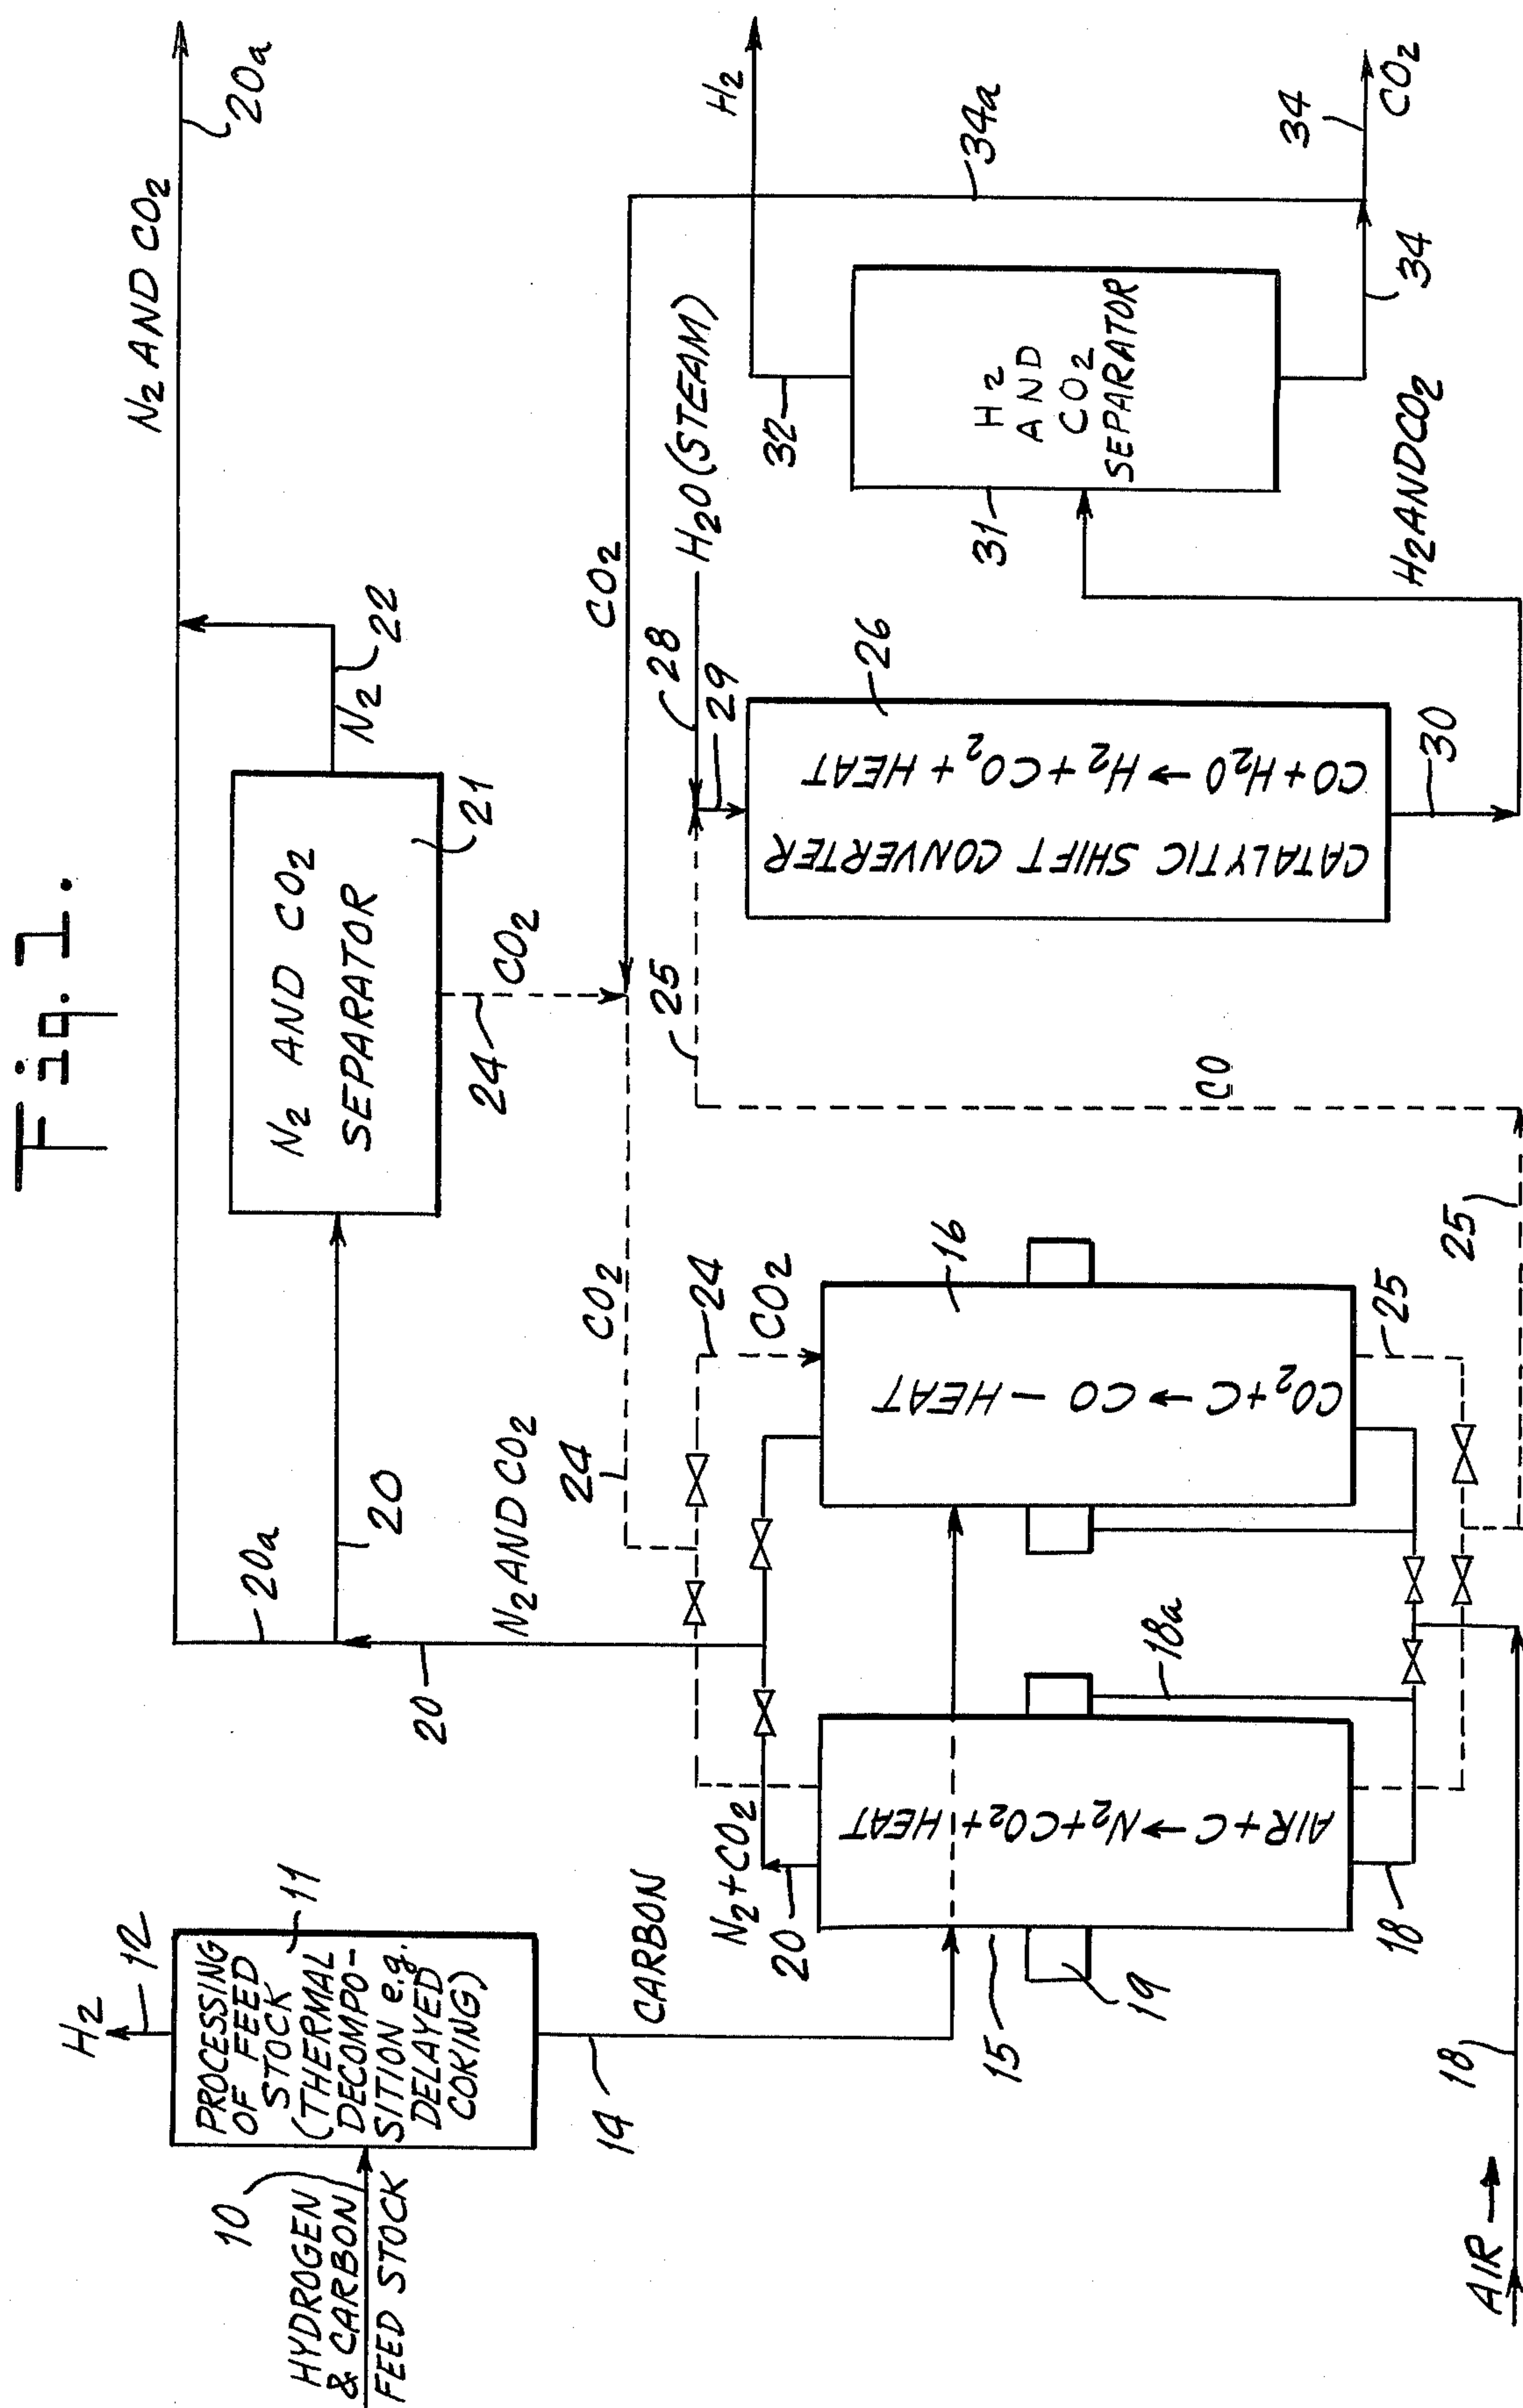 Fig. 1.
N2 AND CO2
20a
20a
N2 AND CO2
SEPARATOR
21
N2
22
20
20
N2 AND CO2
24
CO2
CO2
24
24
CO2
CO2
H2
12
PROCESSING
OF FEED
STOCK
(THERMAL
DECOMPO-
SITION e.g.
DELAYED
COKING)
11
10
HYDROGEN
& CARBON
FEED STOCK
14
CARBON
N2+CO2
20
AIR+C→N2+CO2+HEAT
15
19
18
18a
18
AIR →
16
CO2+C→CO — HEAT
25
25
CO
25
28
H2O (STEAM)
29
26
CATALYTIC SHIFT CONVERTER
CO+H2O→H2+CO2+HEAT
30
H2 AND CO2
31
H2
AND
CO2
SEPARATOR
32
H2
34a
34
34
CO2